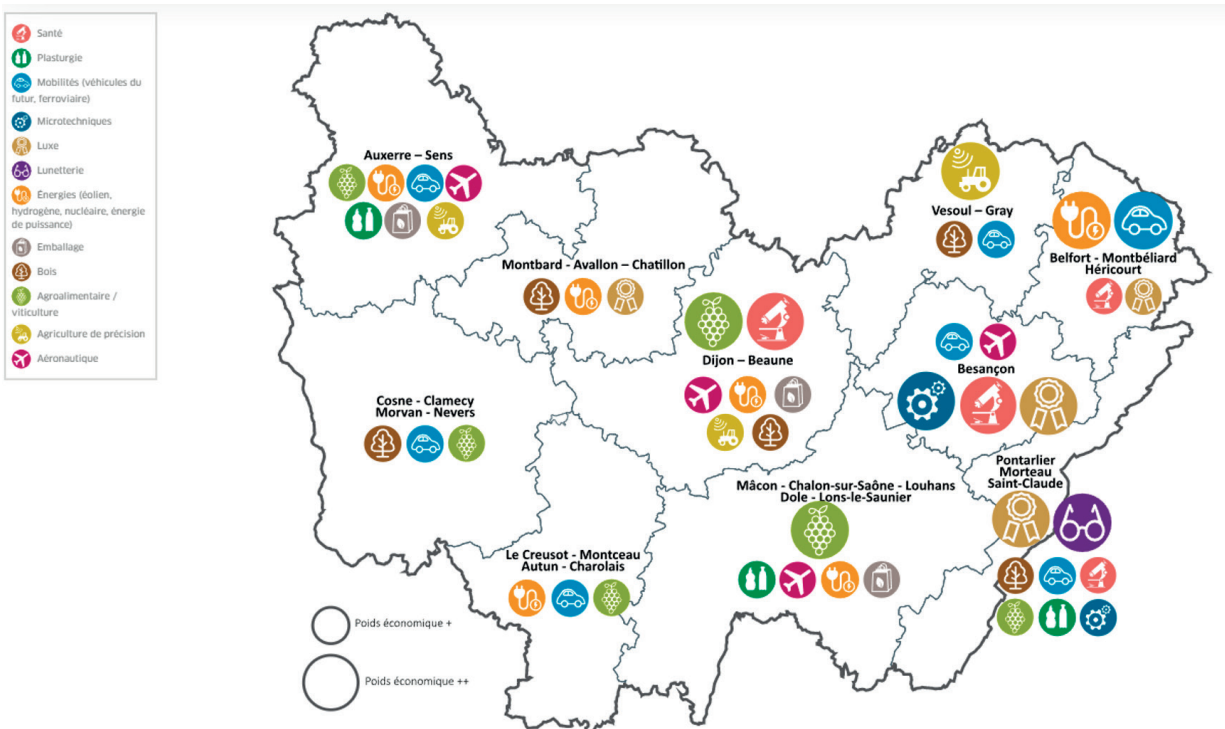 Santé
Plasturgie
Mobilités (véhicules du
futur, ferroviaire)
Microtechniques
Luxe
Lunetterie
Énergies (éolien,
hydrogène, nucléaire, énergie
de puissance)
Emballage
Bois
Agroalimentaire /
viticulture
Agriculture de précision
Aéronautique
Auxerre – Sens
Vesoul – Gray
Montbard - Avallon – Chatillon
Belfort - Montbéliard
Héricourt
Dijon – Beaune
Besançon
Cosne - Clamecy
Morvan - Nevers
Pontarlier
Morteau
Saint-Claude
Mâcon - Chalon-sur-Saône - Louhans
Dole - Lons-le-Saunier
Le Creusot - Montceau
Autun - Charolais
Poids économique +
Poids économique ++